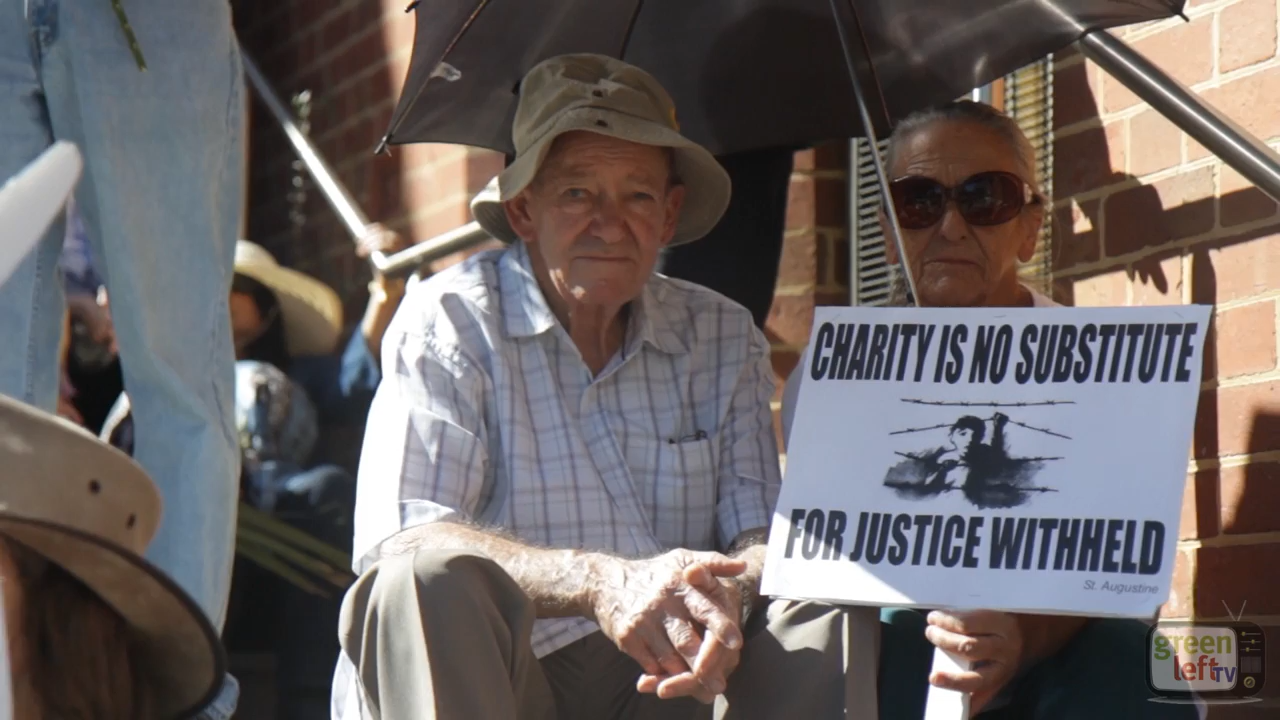 CHARITY IS NO SUBSTITUTE
FOR JUSTICE WITHHELD
St. Augustine
green
left TV